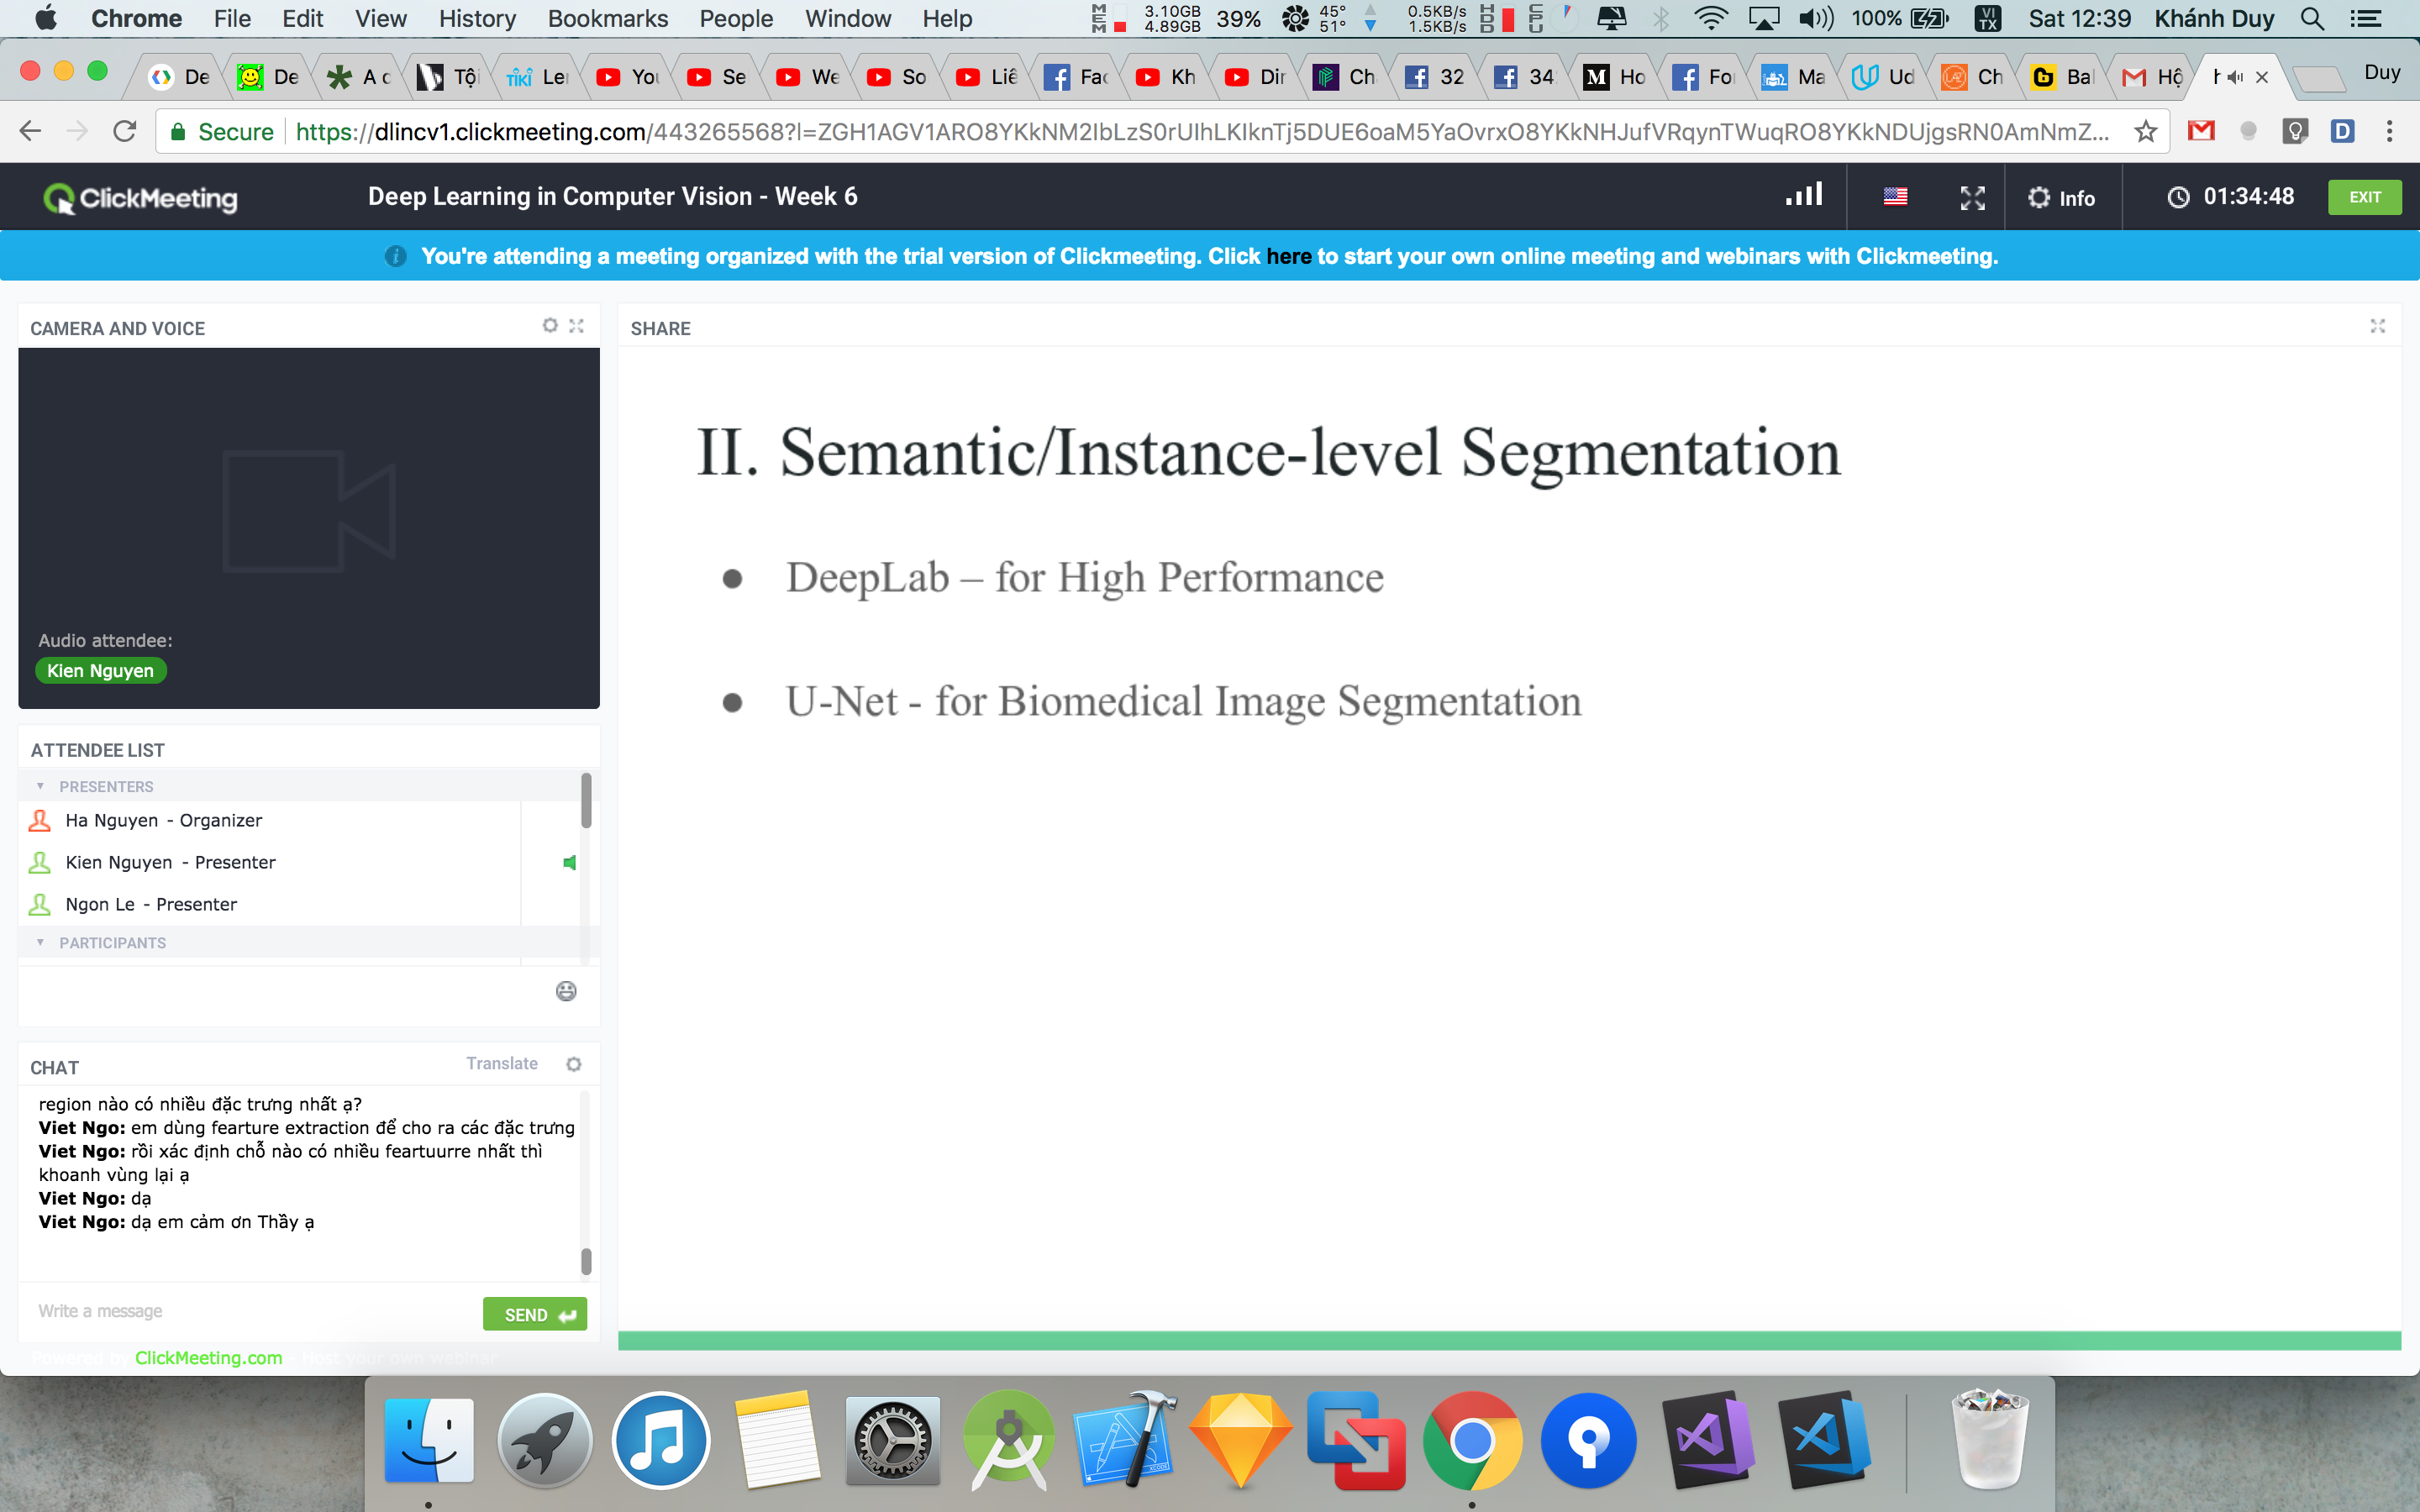 Chrome File Edit View History Bookmarks People Window Help MEM 3.10GB 4.89GB 39% 45° 51° 0.5KB/s 1.5KB/s HDD CPU 100% VI TX Sat 12:39 Khánh Duy
De De A c Tội Ler You Se We So Liê Fac Kh Dir Ch 32 34 Ho For Ma Ud Ch Bal Hộ h Duy
Secure https://dlincv1.clickmeeting.com/443265568?l=ZGH1AGV1ARO8YKkNM2IbLzS0rUIhLKIknTj5DUE6oaM5YaOvrxO8YKkNHJufVRqynTWuqRO8YKkNDUjgsRN0AmNmZ...
ClickMeeting Deep Learning in Computer Vision - Week 6 Info 01:34:48 EXIT
You're attending a meeting organized with the trial version of Clickmeeting. Click here to start your own online meeting and webinars with Clickmeeting.
CAMERA AND VOICE
Audio attendee:
Kien Nguyen
ATTENDEE LIST
PRESENTERS
Ha Nguyen - Organizer
Kien Nguyen - Presenter
Ngon Le - Presenter
PARTICIPANTS
CHAT Translate
region nào có nhiều đặc trưng nhất ạ?
Viet Ngo: em dùng fearture extraction để cho ra các đặc trưng
Viet Ngo: rồi xác định chỗ nào có nhiều feartuurre nhất thì
khoanh vùng lại ạ
Viet Ngo: dạ
Viet Ngo: dạ em cảm ơn Thầy ạ
Write a message SEND
Powered by ClickMeeting.com - Host your own webinar
SHARE
II. Semantic/Instance-level Segmentation
● DeepLab – for High Performance
● U-Net - for Biomedical Image Segmentation